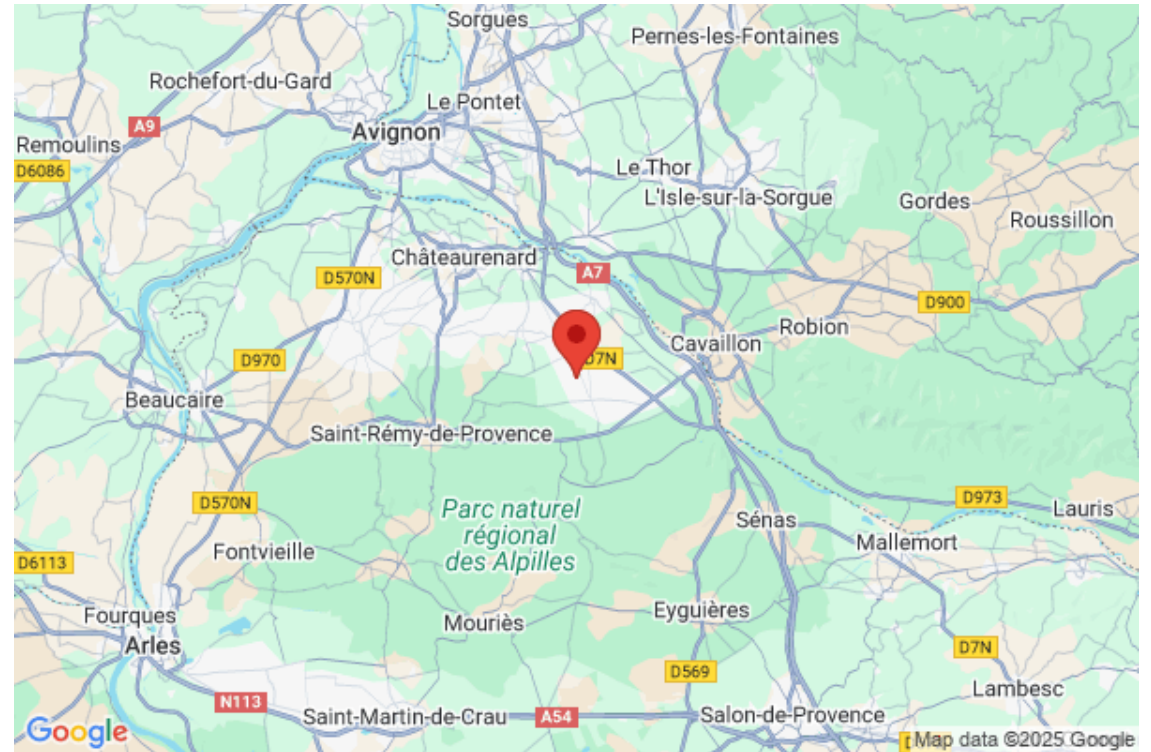 Sorgues
Pernes-les-Fontaines
Rochefort-du-Gard
Le Pontet
A9
Avignon
Remoulins
D6086
Le Thor
L'Isle-sur-la-Sorgue
Gordes
Roussillon
Châteaurenard
A7
D570N
D900
Robion
Cavaillon
D970
D7N
Beaucaire
Saint-Rémy-de-Provence
D570N
Parc naturel
régional
des Alpilles
D973
Lauris
Sénas
Mallemort
Fontvieille
D6113
Fourques
Arles
Mouriès
Eyguières
D7N
D569
Lambesc
N113
Saint-Martin-de-Crau
A54
Salon-de-Provence
Google
Map data ©2025 Google